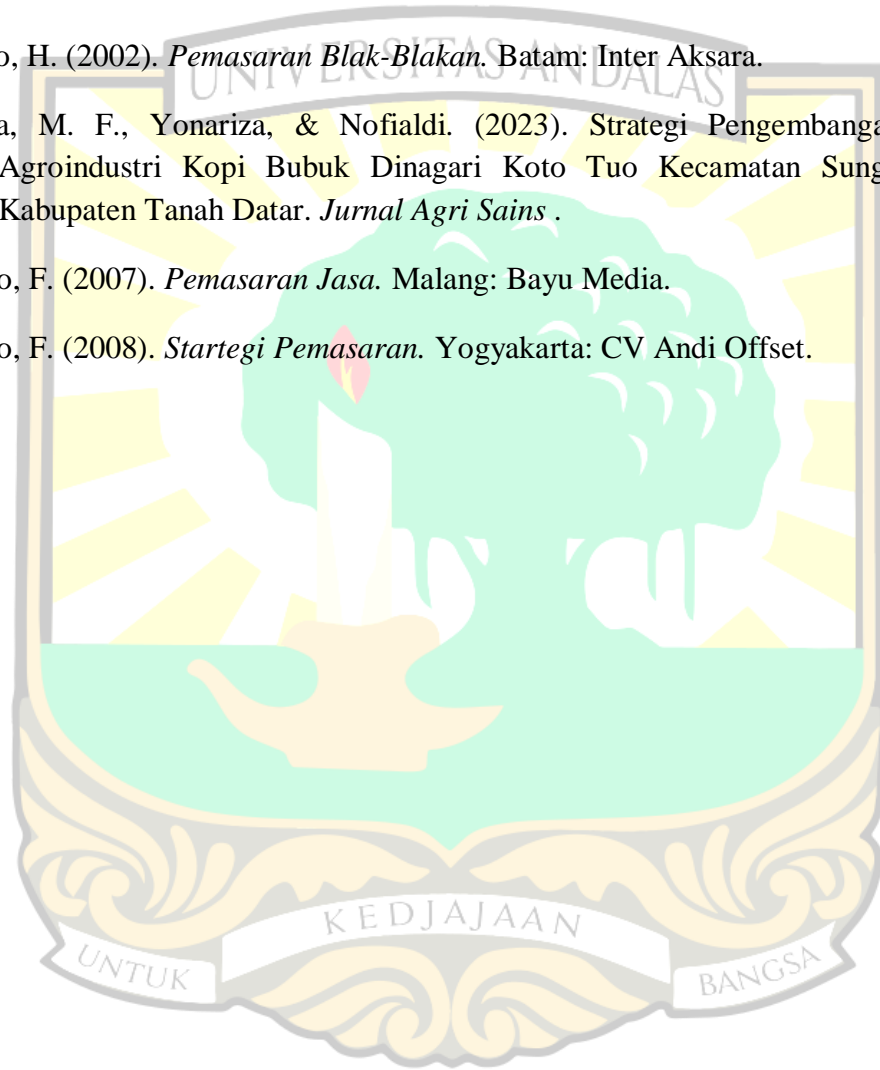 o, H. (2002). Pemasaran Blak-Blakan. Batam: Inter Aksara.
UNIVERSITAS ANDALAS
a, M. F., Yonariza, & Nofialdi. (2023). Strategi Pengembanga
Agroindustri Kopi Bubuk Dinagari Koto Tuo Kecamatan Sung
Kabupaten Tanah Datar. Jurnal Agri Sains .
o, F. (2007). Pemasaran Jasa. Malang: Bayu Media.
o, F. (2008). Startegi Pemasaran. Yogyakarta: CV Andi Offset.
UNTUK KEDJAJAAN BANGSA